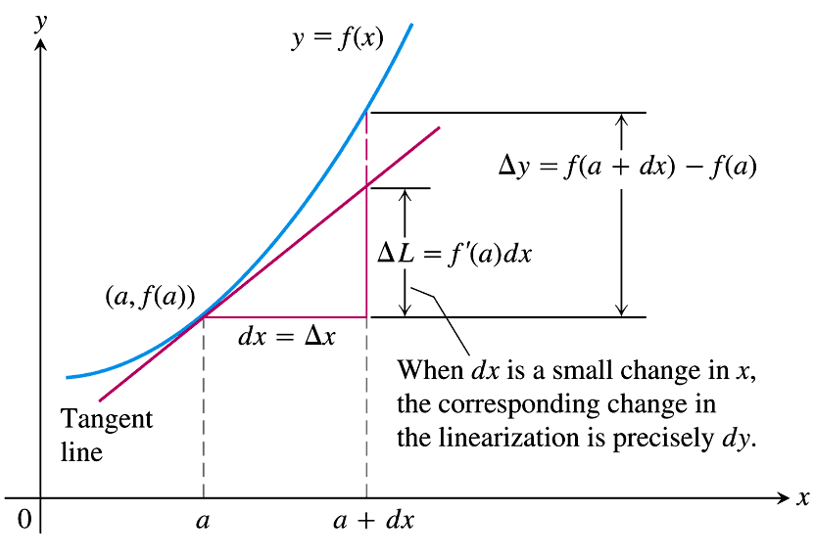 y
y = f(x)
Δy = f(a + dx) − f(a)
ΔL = f′(a)dx
(a, f(a))
dx = Δx
When dx is a small change in x,
the corresponding change in
the linearization is precisely dy.
Tangent
line
0
a
a + dx
x